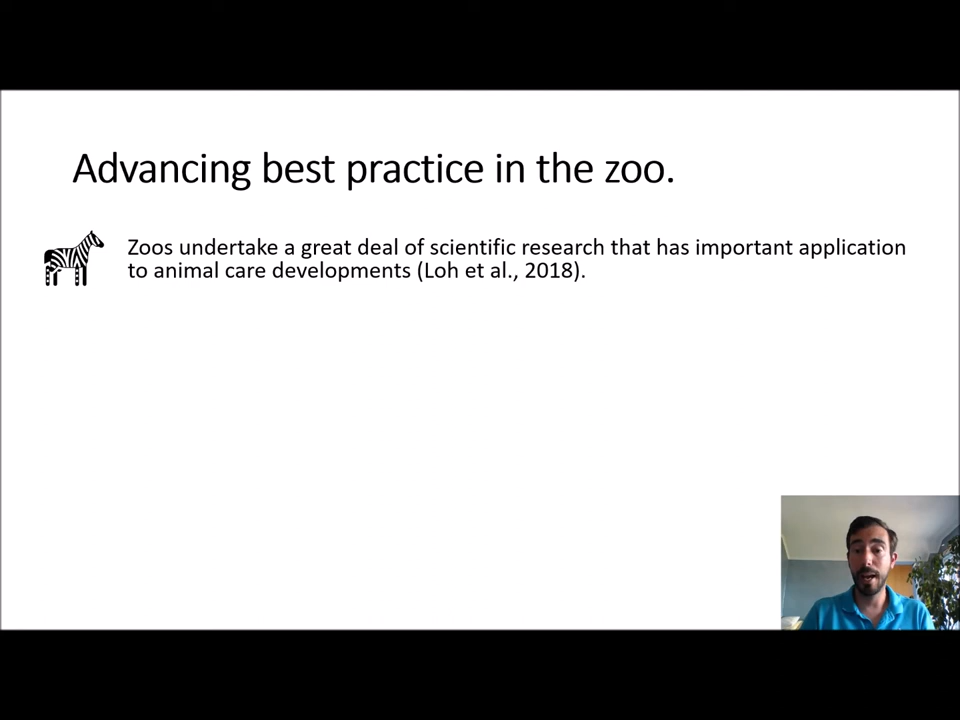 Advancing best practice in the zoo.
Zoos undertake a great deal of scientific research that has important application
to animal care developments (Loh et al., 2018).